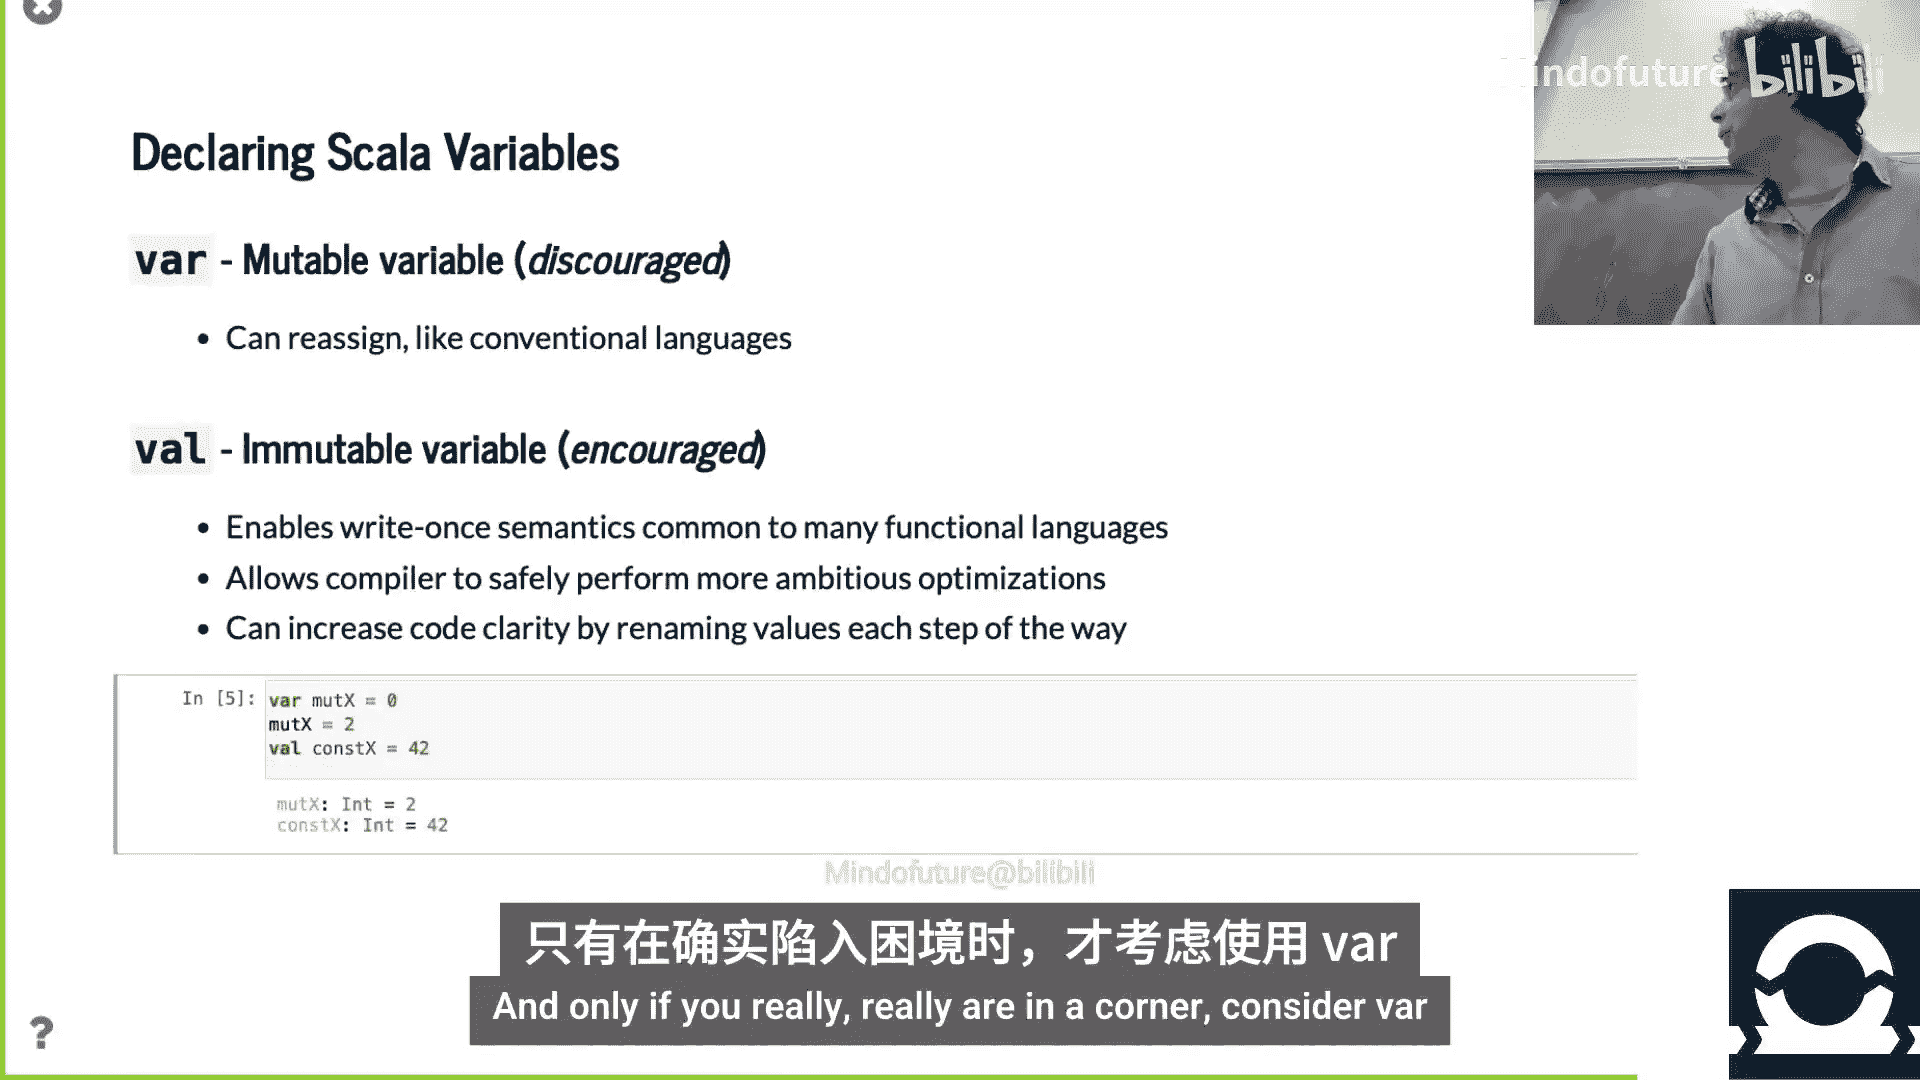 Mindofuture bilibili
Declaring Scala Variables
var - Mutable variable (discouraged)
• Can reassign, like conventional languages
val - Immutable variable (encouraged)
• Enables write-once semantics common to many functional languages
• Allows compiler to safely perform more ambitious optimizations
• Can increase code clarity by renaming values each step of the way
In [5]: var mutX = 0
mutX = 2
val constX = 42
mutX: Int = 2
constX: Int = 42
Mindofuture@bilibili
只有在确实陷入困境时，才考虑使用 var
And only if you really, really are in a corner, consider var
?